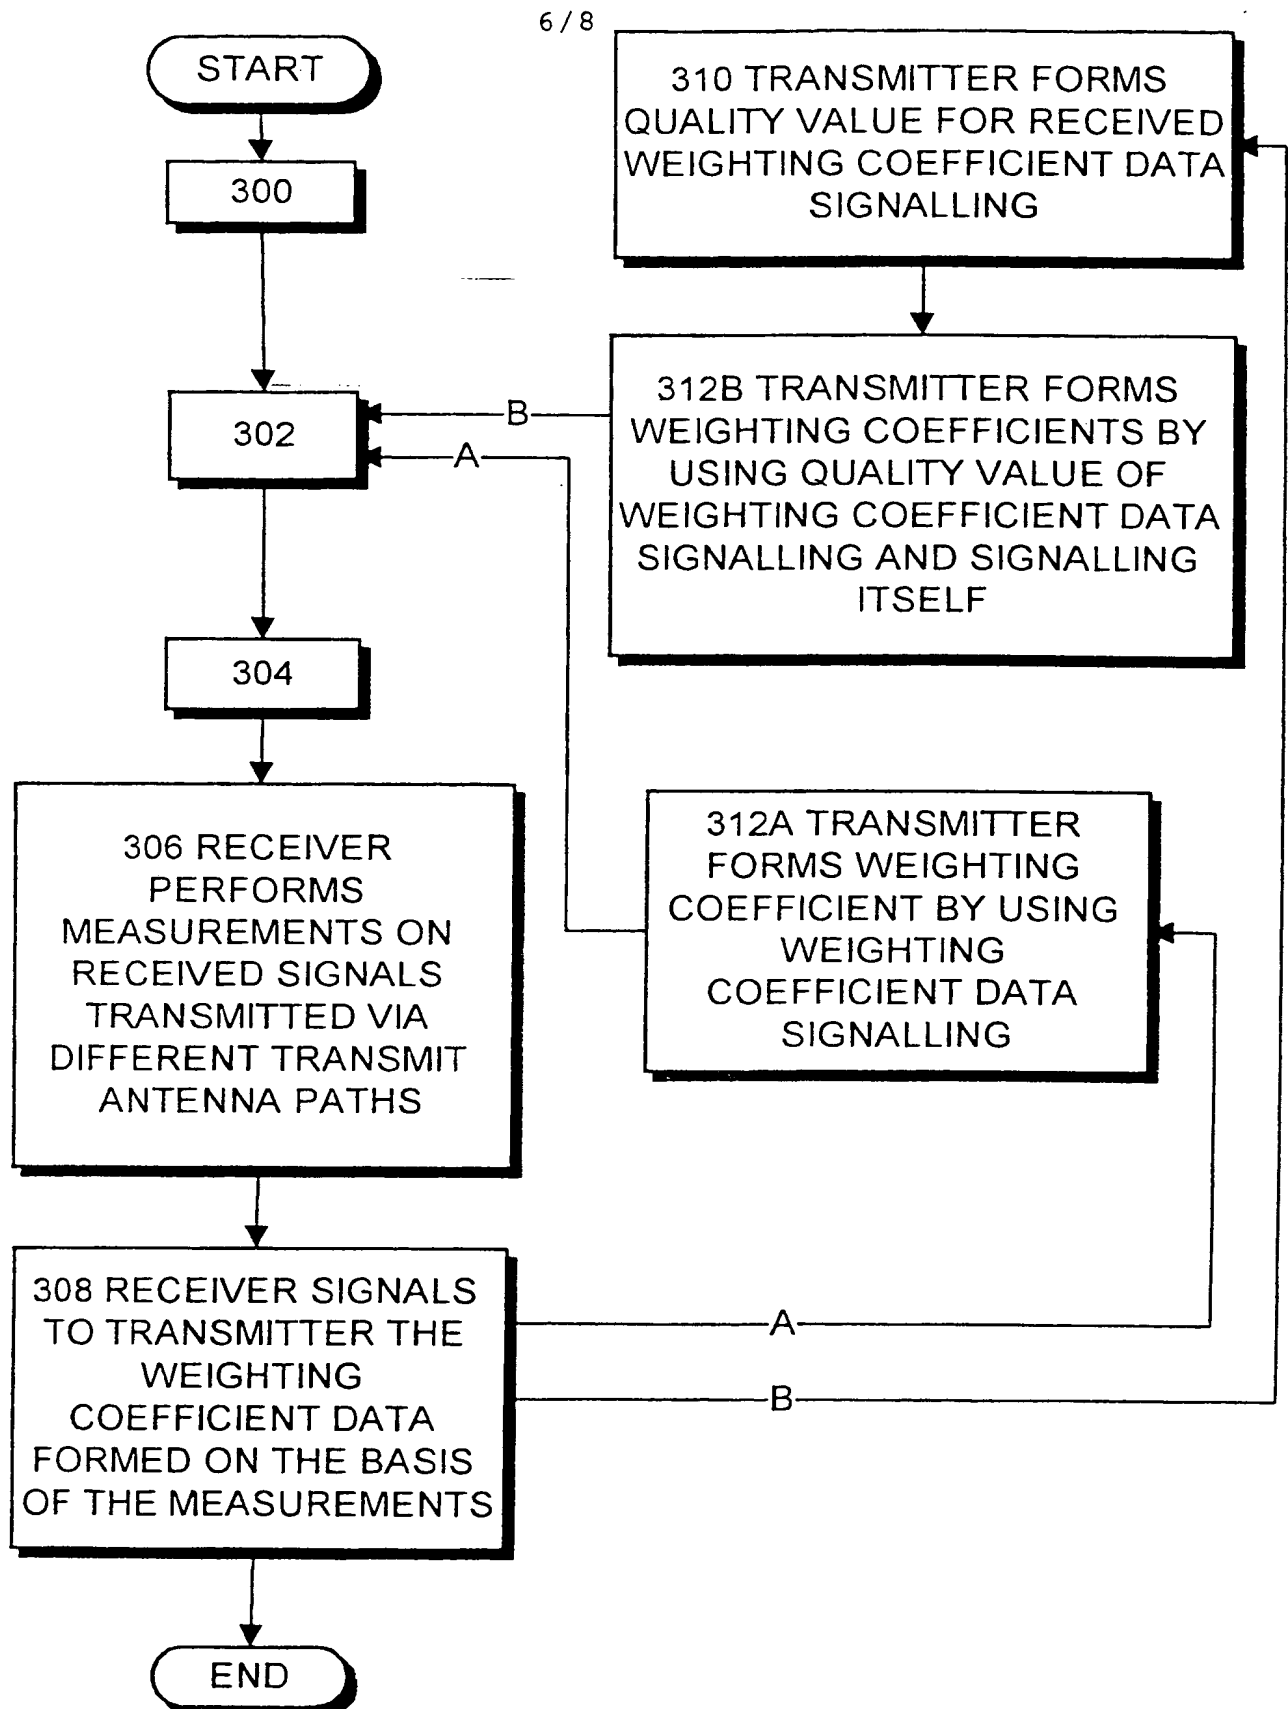 6/8
START
300
302
304
306 RECEIVER
PERFORMS
MEASUREMENTS ON
RECEIVED SIGNALS
TRANSMITTED VIA
DIFFERENT TRANSMIT
ANTENNA PATHS
308 RECEIVER SIGNALS
TO TRANSMITTER THE
WEIGHTING
COEFFICIENT DATA
FORMED ON THE BASIS
OF THE MEASUREMENTS
END
310 TRANSMITTER FORMS
QUALITY VALUE FOR RECEIVED
WEIGHTING COEFFICIENT DATA
SIGNALLING
312B TRANSMITTER FORMS
WEIGHTING COEFFICIENTS BY
USING QUALITY VALUE OF
WEIGHTING COEFFICIENT DATA
SIGNALLING AND SIGNALLING
ITSELF
B
A
312A TRANSMITTER
FORMS WEIGHTING
COEFFICIENT BY USING
WEIGHTING
COEFFICIENT DATA
SIGNALLING
A
B